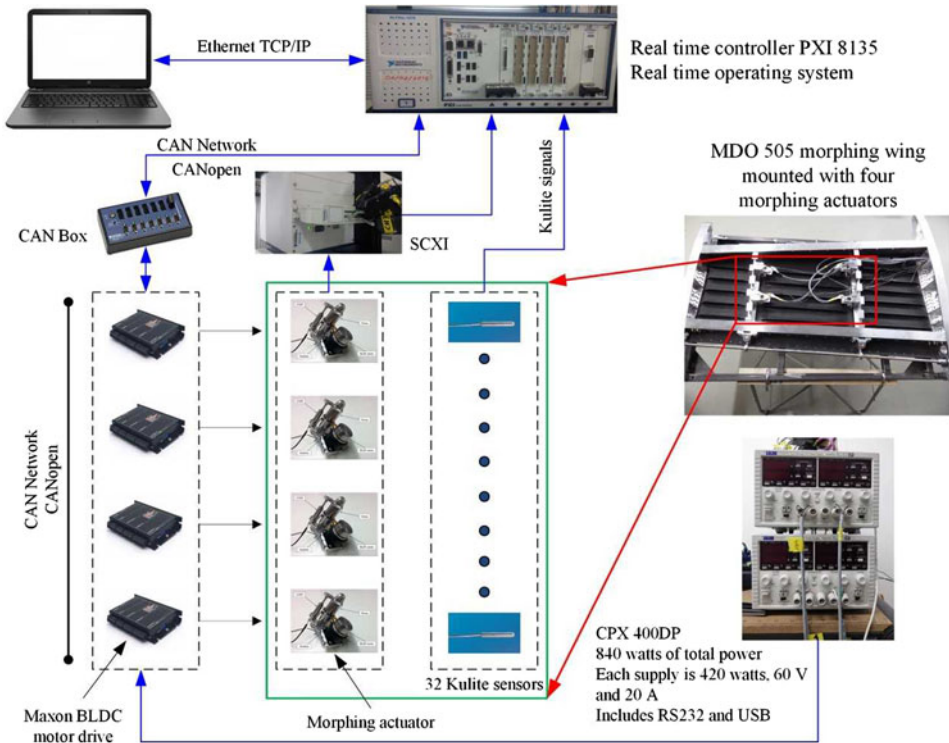 Ethernet TCP/IP
Real time controller PXI 8135
Real time operating system
CAN Network
CANopen
Kulite signals
MDO 505 morphing wing
mounted with four
morphing actuators
CAN Box
SCXI
CAN Network
CANopen
32 Kulite sensors
CPX 400DP
840 watts of total power
Each supply is 420 watts, 60 V
and 20 A
Includes RS232 and USB
Maxon BLDC
motor drive
Morphing actuator